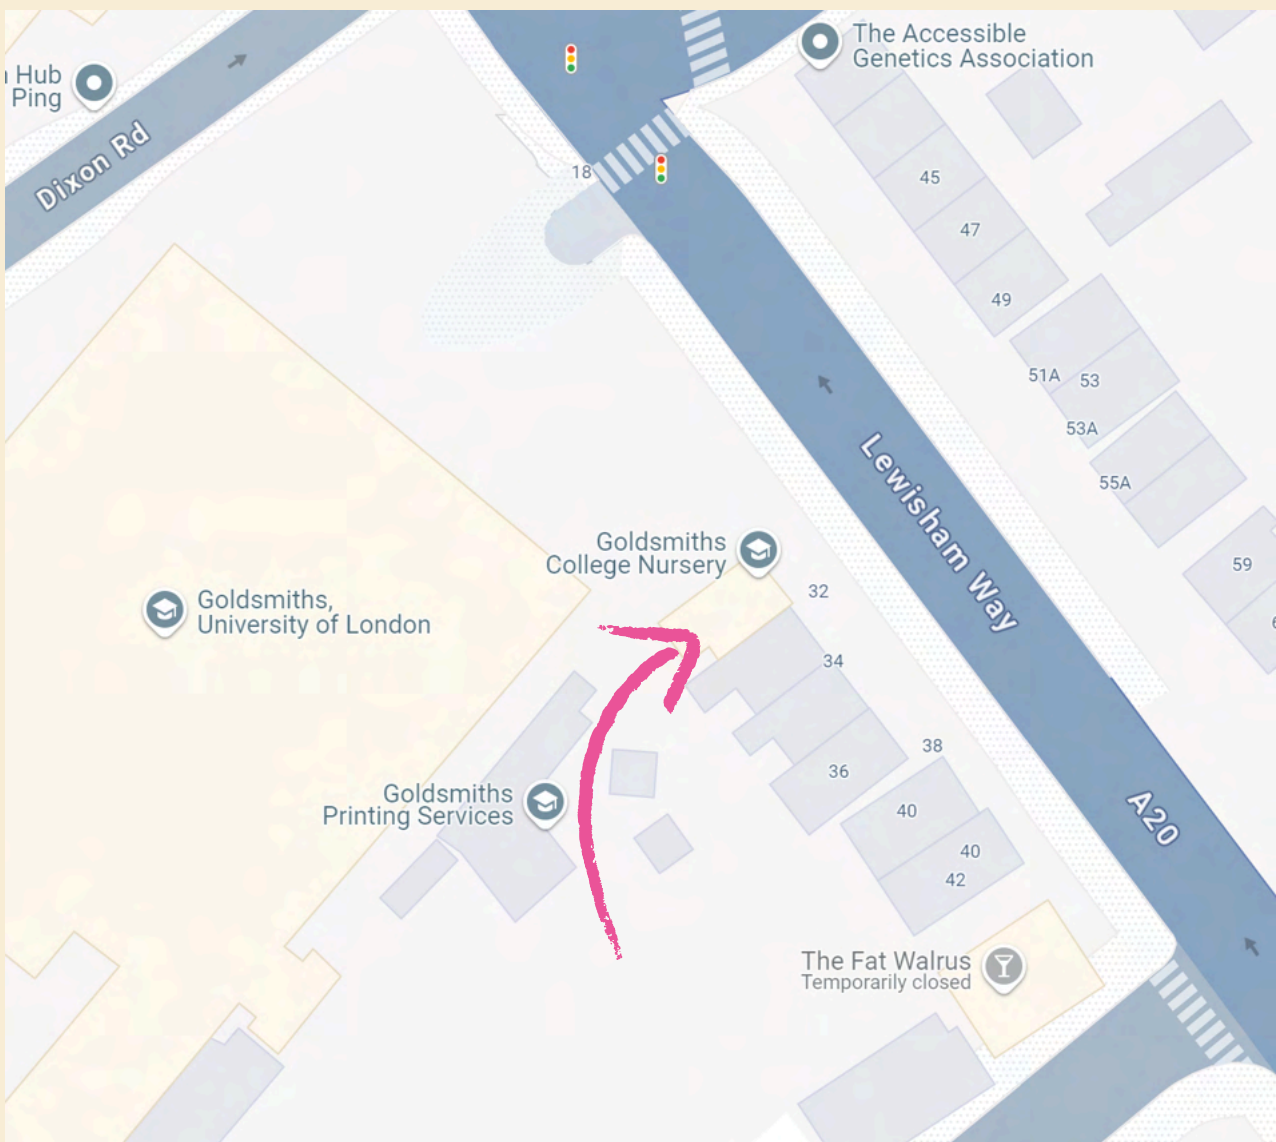 The Accessible
Genetics Association
Hub
Ping
Dixon Rd
18
45
47
49
51A
53
53A
55A
Lewisham Way
Goldsmiths
College Nursery
59
32
Goldsmiths,
University of London
34
38
36
Goldsmiths
Printing Services
40
A20
40
42
The Fat Walrus
Temporarily closed